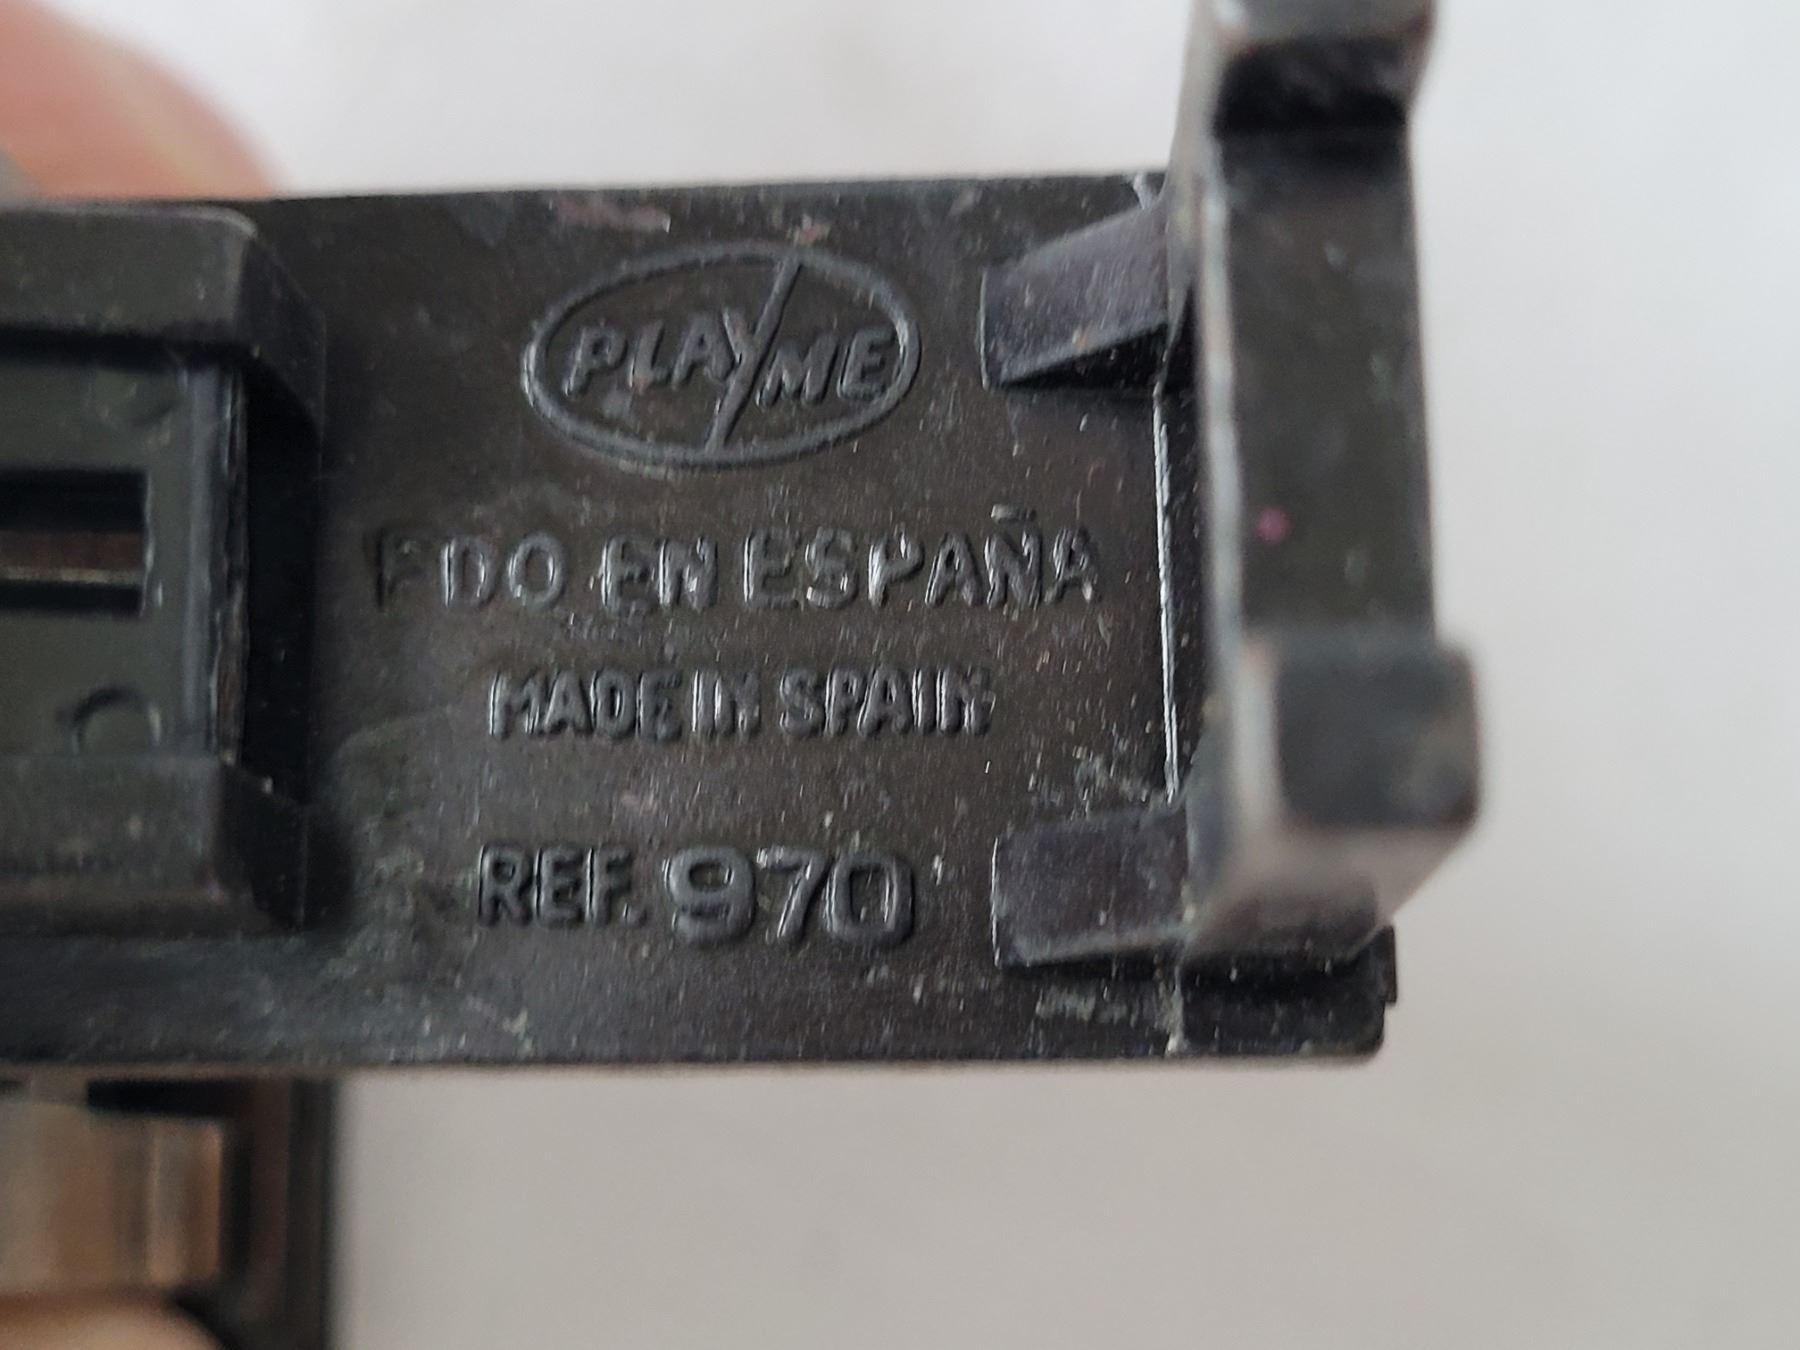 PLAYME
FDO EN ESPAÑA
MADE IN SPAIN
REF. 970